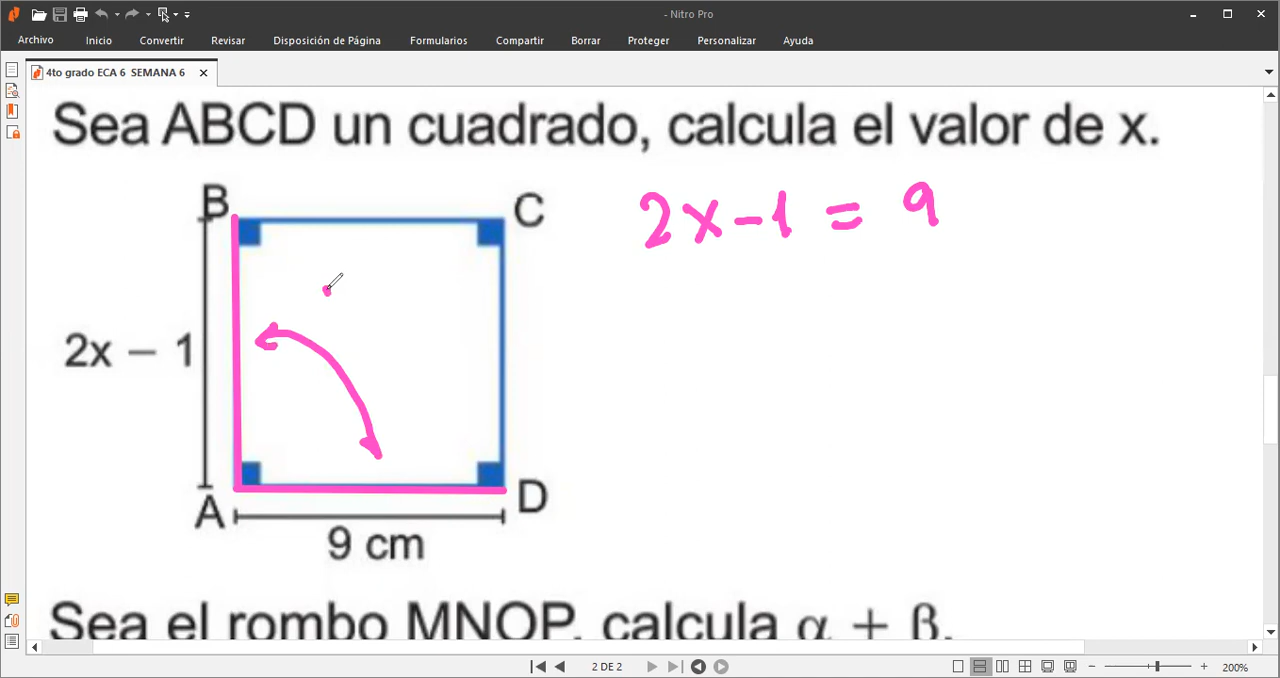 - Nitro Pro
Archivo Inicio Convertir Revisar Disposición de Página Formularios Compartir Borrar Proteger Personalizar Ayuda
4to grado ECA 6 SEMANA 6
Sea ABCD un cuadrado, calcula el valor de x.
B C
2x - 1 = 9
2x − 1
A D
9 cm
Sea el rombo MNOP, calcula α + β.
2 DE 2
200%